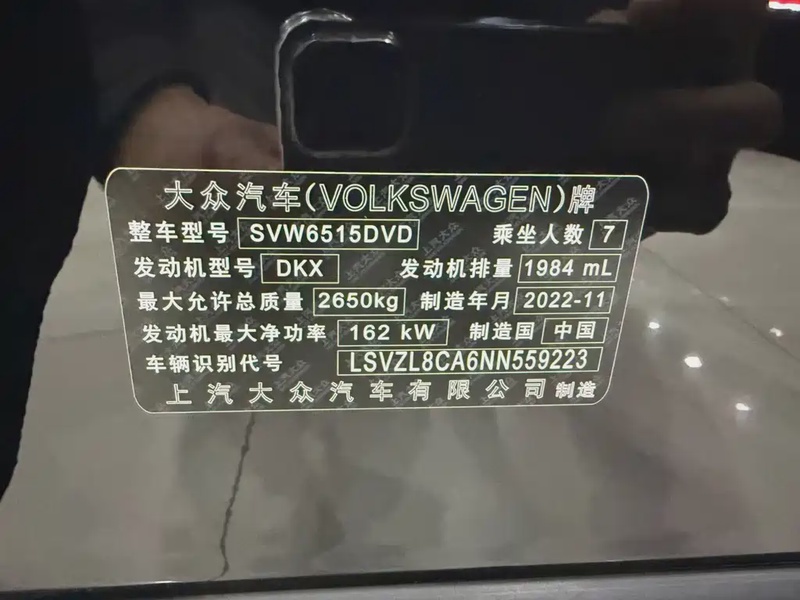 大众汽车(VOLKSWAGEN)牌
整车型号 SVW6515DVD 乘坐人数 7
发动机型号 DKX 发动机排量 1984 mL
最大允许总质量 2650kg 制造年月 2022-11
发动机最大净功率 162 kW 制造国 中国
车辆识别代号 LSVZL8CA6NN559223
上汽大众汽车有限公司 制造